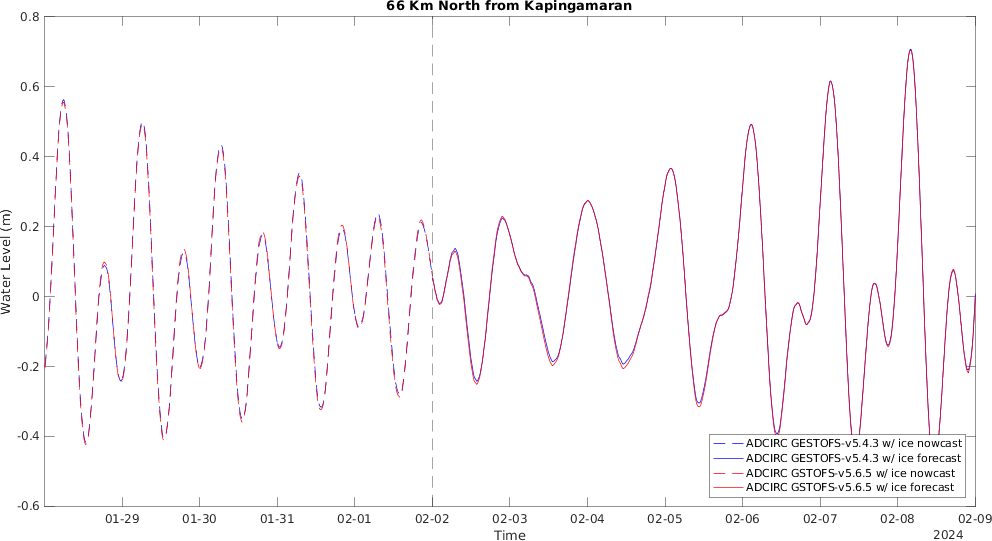 66 Km North from Kapingamaran
Water Level (m)
0.8
0.6
0.4
0.2
0
-0.2
-0.4
-0.6
ADCIRC GESTOFS-v5.4.3 w/ ice nowcast
ADCIRC GESTOFS-v5.4.3 w/ ice forecast
ADCIRC GSTOFS-v5.6.5 w/ ice nowcast
ADCIRC GSTOFS-v5.6.5 w/ ice forecast
01-29 01-30 01-31 02-01 02-02 02-03 02-04 02-05 02-06 02-07 02-08 02-09
Time
2024